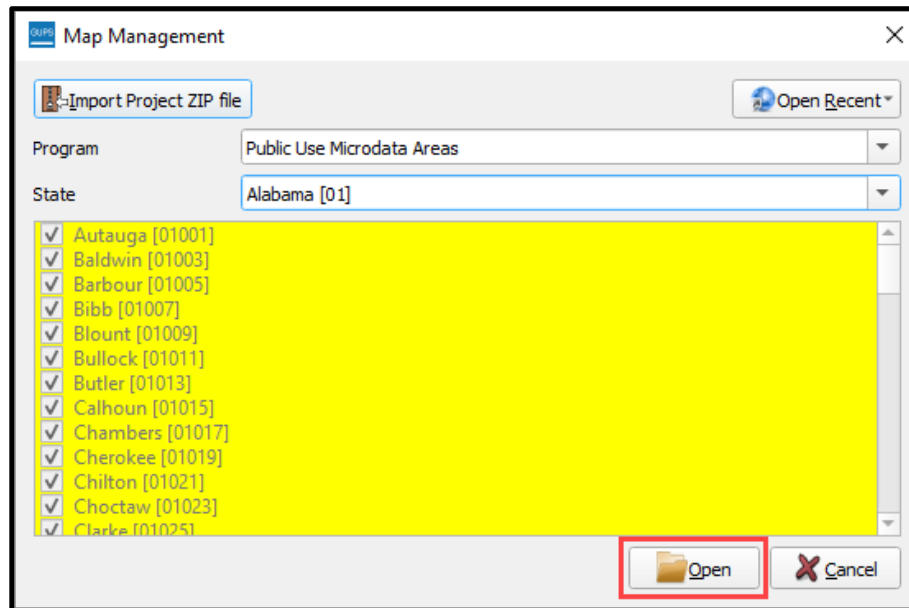 GUPS Map Management
Import Project ZIP file
Open Recent
Program Public Use Microdata Areas
State Alabama [01]
Autauga [01001]
Baldwin [01003]
Barbour [01005]
Bibb [01007]
Blount [01009]
Bullock [01011]
Butler [01013]
Calhoun [01015]
Chambers [01017]
Cherokee [01019]
Chilton [01021]
Choctaw [01023]
Clarke [01025]
Open
Cancel